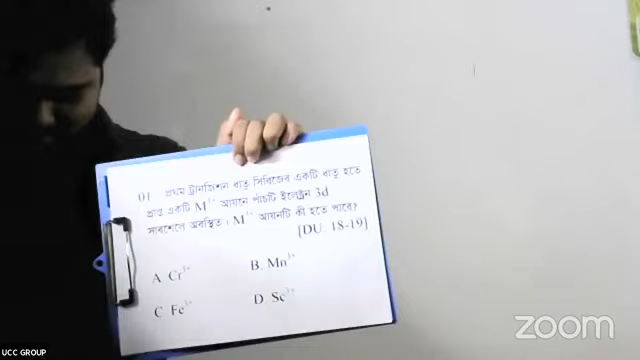 01 প্রথম ট্রানজিশন ধাতু সিরিজের একটি ধাতু হতে
প্রাপ্ত একটি M³⁺ আয়নে পাঁচটি ইলেক্ট্রন 3d
সাবশেলে অবস্থিত। M³⁺ আয়নটি কী হতে পারে?
[DU. 18-19]
A Cr³⁺ B. Mn³⁺
C Fe³⁺ D Sc³⁺
zoom
UCC GROUP